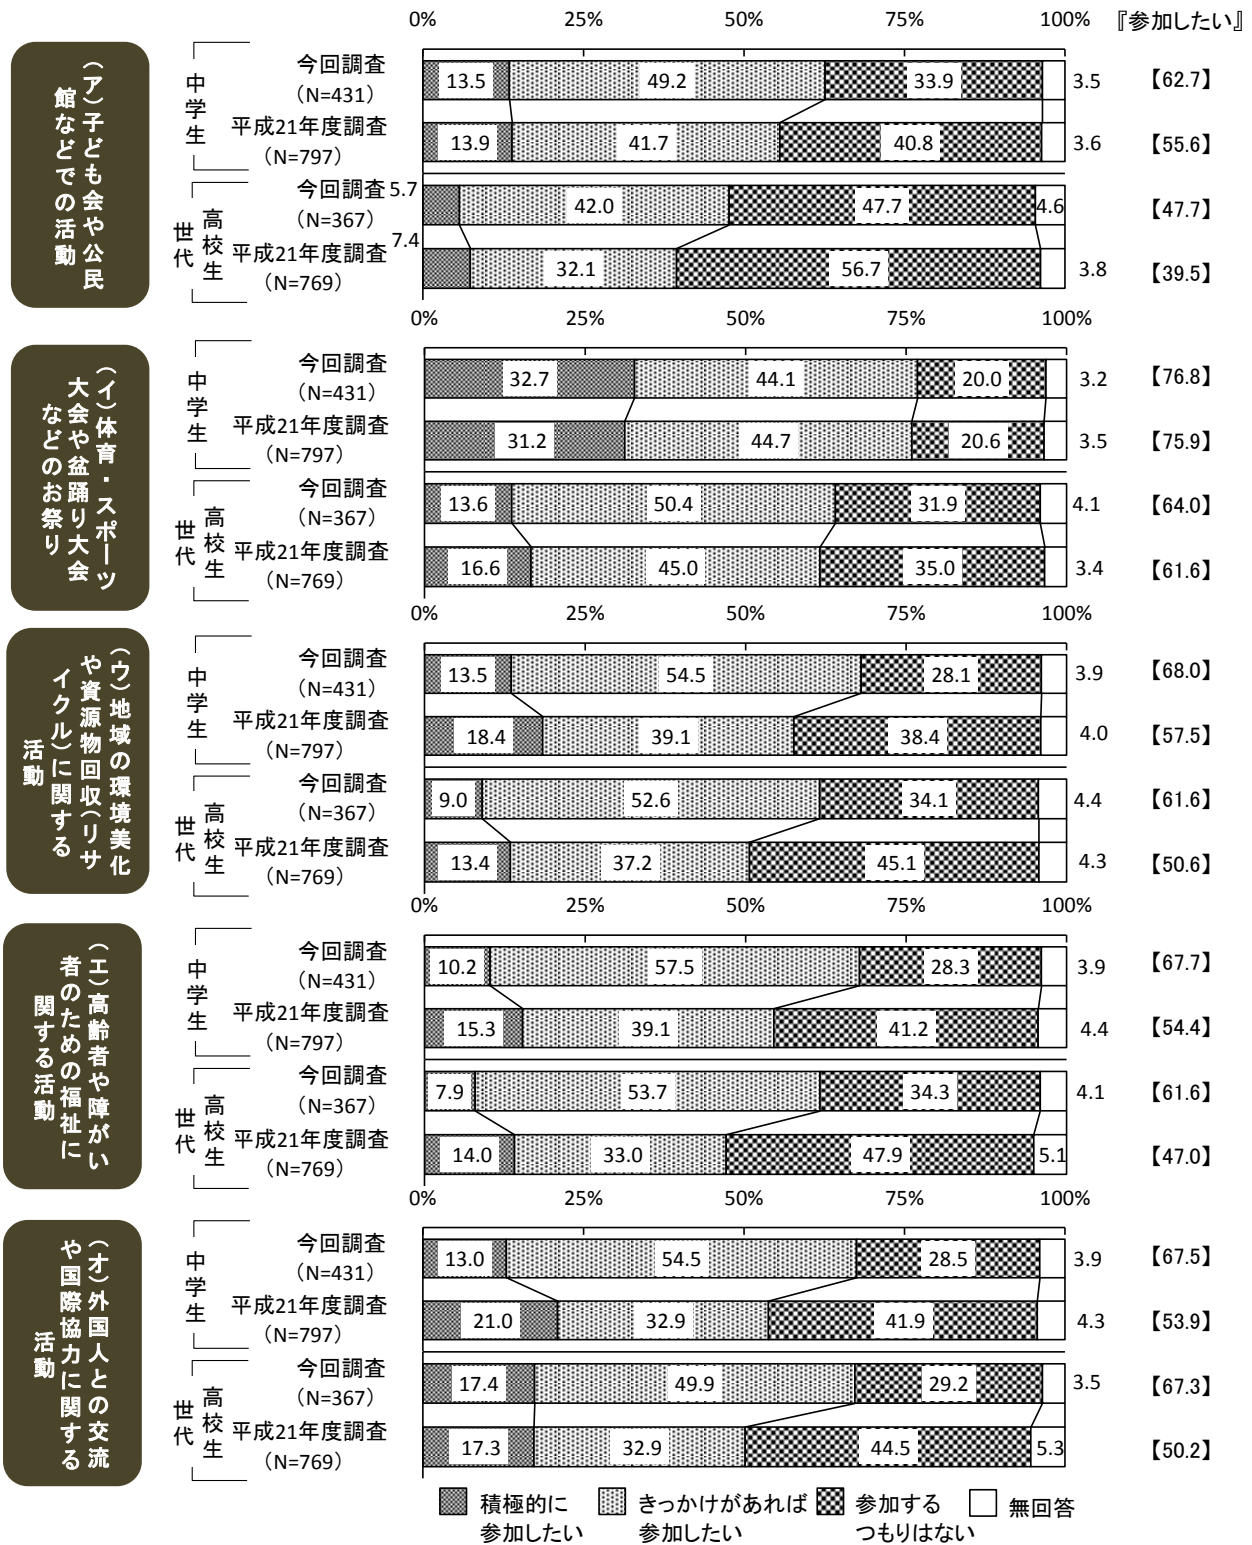 0% 25% 50% 75% 100% 『参加したい』
(ア)子ども会や公民
館などでの活動
中学生
今回調査
(N=431)
13.5 49.2 33.9 3.5 【62.7】
平成21年度調査
(N=797)
13.9 41.7 40.8 3.6 【55.6】
高校生
世代
今回調査
(N=367)
5.7 42.0 47.7 4.6 【47.7】
平成21年度調査
(N=769)
7.4 32.1 56.7 3.8 【39.5】
0% 25% 50% 75% 100%
(イ)体育・スポーツ
大会や盆踊り大会
などのお祭り
中学生
今回調査
(N=431)
32.7 44.1 20.0 3.2 【76.8】
平成21年度調査
(N=797)
31.2 44.7 20.6 3.5 【75.9】
高校生
世代
今回調査
(N=367)
13.6 50.4 31.9 4.1 【64.0】
平成21年度調査
(N=769)
16.6 45.0 35.0 3.4 【61.6】
0% 25% 50% 75% 100%
(ウ)地域の環境美化
や資源物回収(リサ
イクル)に関する
活動
中学生
今回調査
(N=431)
13.5 54.5 28.1 3.9 【68.0】
平成21年度調査
(N=797)
18.4 39.1 38.4 4.0 【57.5】
高校生
世代
今回調査
(N=367)
9.0 52.6 34.1 4.4 【61.6】
平成21年度調査
(N=769)
13.4 37.2 45.1 4.3 【50.6】
0% 25% 50% 75% 100%
(エ)高齢者や障がい
者のための福祉に
関する活動
中学生
今回調査
(N=431)
10.2 57.5 28.3 3.9 【67.7】
平成21年度調査
(N=797)
15.3 39.1 41.2 4.4 【54.4】
高校生
世代
今回調査
(N=367)
7.9 53.7 34.3 4.1 【61.6】
平成21年度調査
(N=769)
14.0 33.0 47.9 5.1 【47.0】
0% 25% 50% 75% 100%
(オ)外国人との交流
や国際協力に関する
活動
中学生
今回調査
(N=431)
13.0 54.5 28.5 3.9 【67.5】
平成21年度調査
(N=797)
21.0 32.9 41.9 4.3 【53.9】
高校生
世代
今回調査
(N=367)
17.4 49.9 29.2 3.5 【67.3】
平成21年度調査
(N=769)
17.3 32.9 44.5 5.3 【50.2】
積極的に
参加したい
きっかけがあれば
参加したい
参加する
つもりはない
無回答